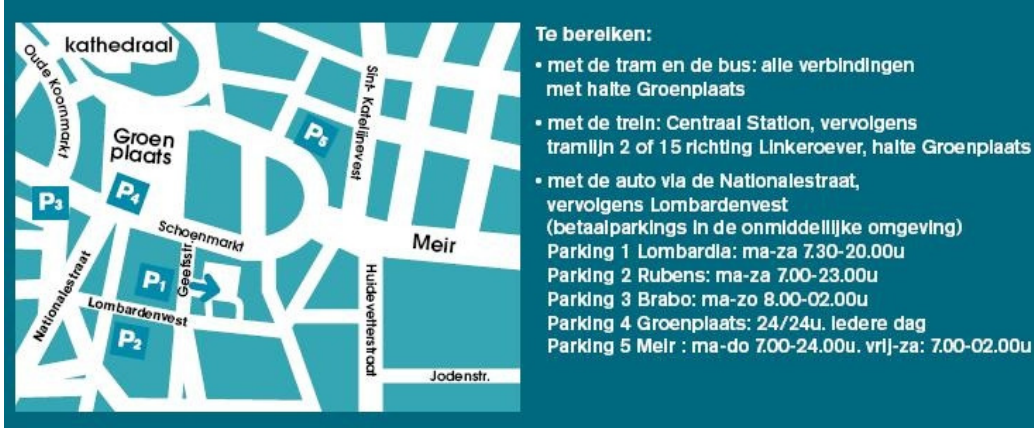 kathedraal
Oude Koornmarkt
Groen
plaats
Sint- Katelijnevest
P5
P4
P3
Schoenmarkt
Meir
Geefsstr.
P1
Nationalestraat
Lombardenvest
P2
Huidevetterstraat
Jodenstr.
Te bereiken:
• met de tram en de bus: alle verbindingen
met halte Groenplaats
• met de trein: Centraal Station, vervolgens
tramlijn 2 of 15 richting Linkeroever, halte Groenplaats
• met de auto via de Nationalestraat,
vervolgens Lombardenvest
(betaalparkings in de onmiddellijke omgeving)
Parking 1 Lombardia: ma-za 7.30-20.00u
Parking 2 Rubens: ma-za 7.00-23.00u
Parking 3 Brabo: ma-zo 8.00-02.00u
Parking 4 Groenplaats: 24/24u. iedere dag
Parking 5 Meir : ma-do 7.00-24.00u. vrij-za: 7.00-02.00u